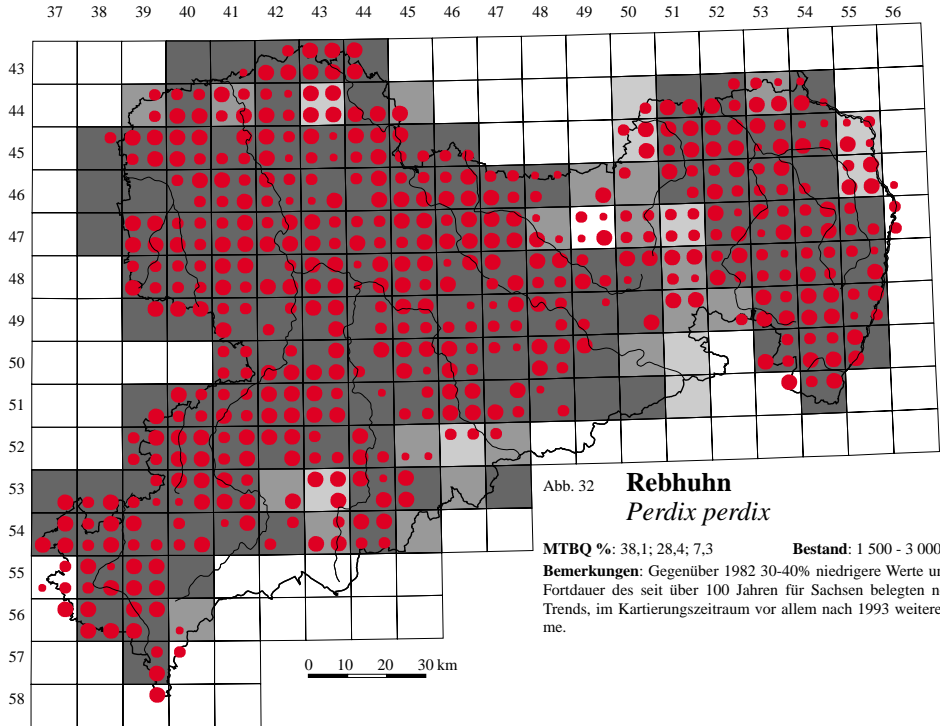 37 38 39 40 41 42 43 44 45 46 47 48 49 50 51 52 53 54 55 56
43
44
45
46
47
48
49
50
51
52
53
54
55
56
57
58
Abb. 32 Rebhuhn
Perdix perdix
MTBQ %: 38,1; 28,4; 7,3 Bestand: 1 500 - 3 000
Bemerkungen: Gegenüber 1982 30-40% niedrigere Werte
Fortdauer des seit über 100 Jahren für Sachsen belegten
Trends, im Kartierungszeitraum vor allem nach 1993 weitere
me.
0 10 20 30 km